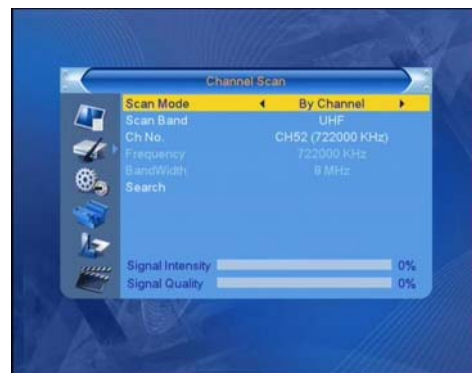 Channel Scan
Scan Mode By Channel
Scan Band UHF
Ch No. CH52 (722000 KHz)
Frequency 722000 KHz
BandWidth 8 MHz
Search
Signal Intensity 0%
Signal Quality 0%